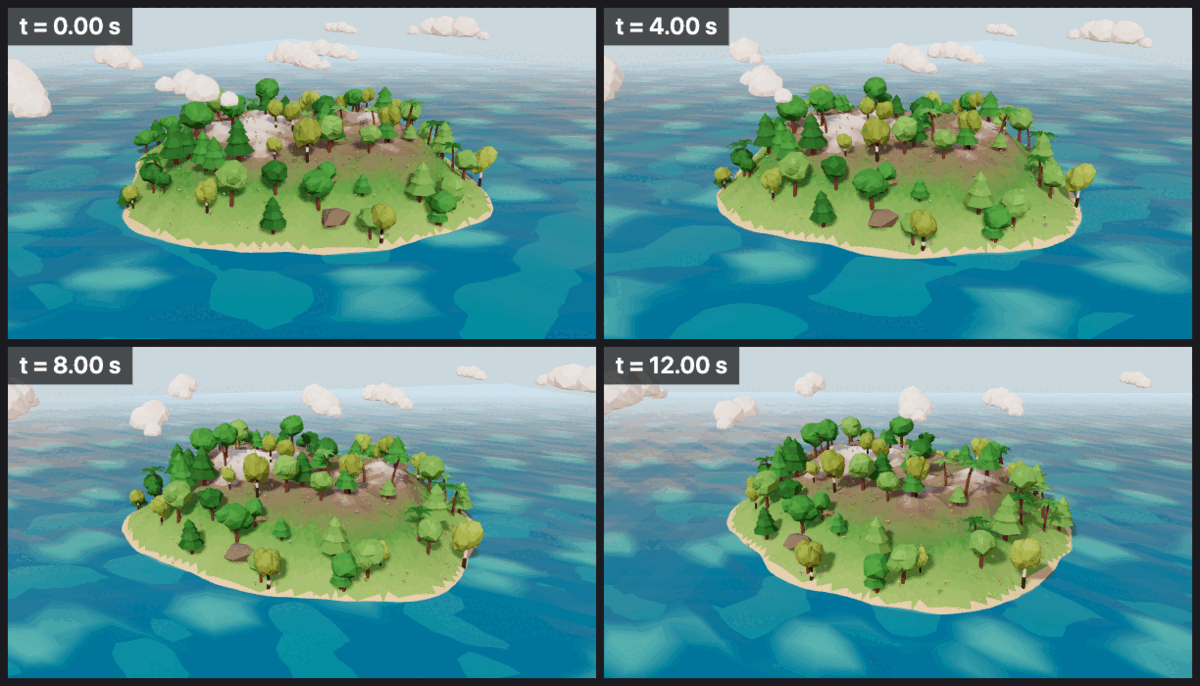 t = 0.00 s
t = 4.00 s
t = 8.00 s
t = 12.00 s